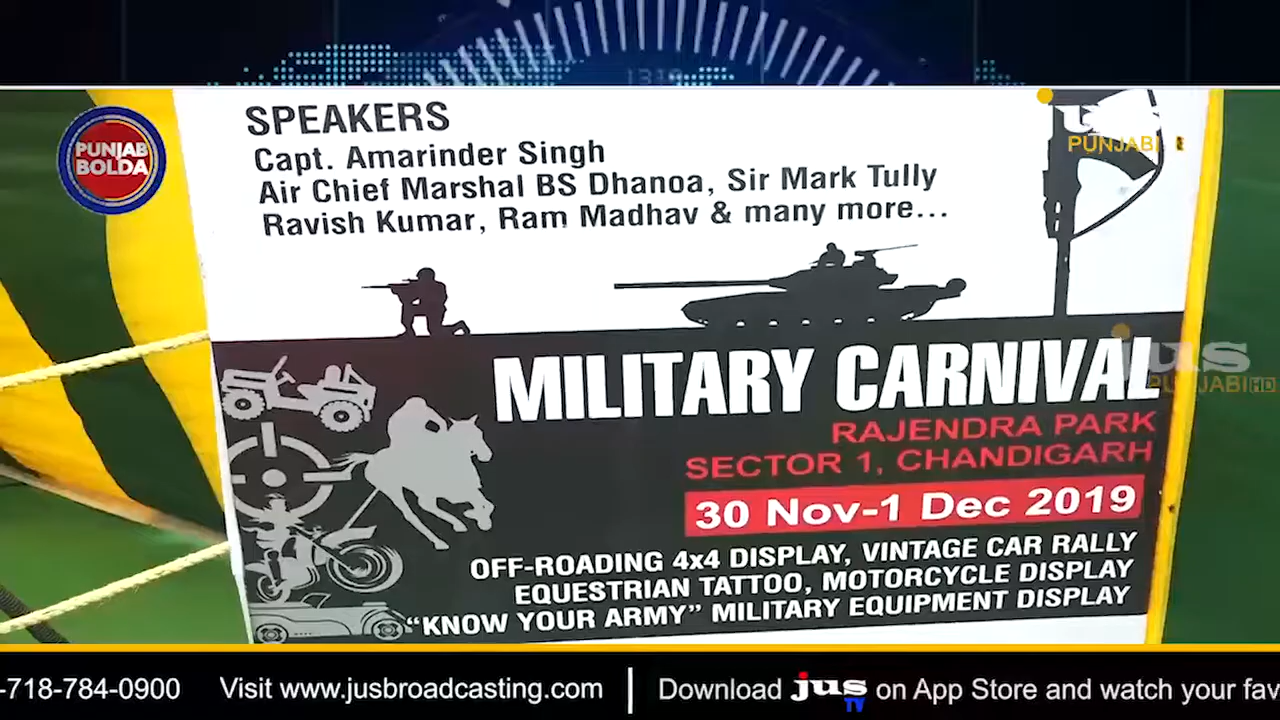 SPEAKERS
Capt. Amarinder Singh
Air Chief Marshal BS Dhanoa, Sir Mark Tully
Ravish Kumar, Ram Madhav & many more...
PUNJAB
BOLDA
jus
PUNJABI
MILITARY CARNIVAL
jus
PUNJABI HD
RAJENDRA PARK
SECTOR 1, CHANDIGARH
30 Nov-1 Dec 2019
OFF-ROADING 4x4 DISPLAY, VINTAGE CAR RALLY
EQUESTRIAN TATTOO, MOTORCYCLE DISPLAY
“KNOW YOUR ARMY” MILITARY EQUIPMENT DISPLAY
-718-784-0900 Visit www.jusbroadcasting.com | Download jus TV on App Store and watch your fav